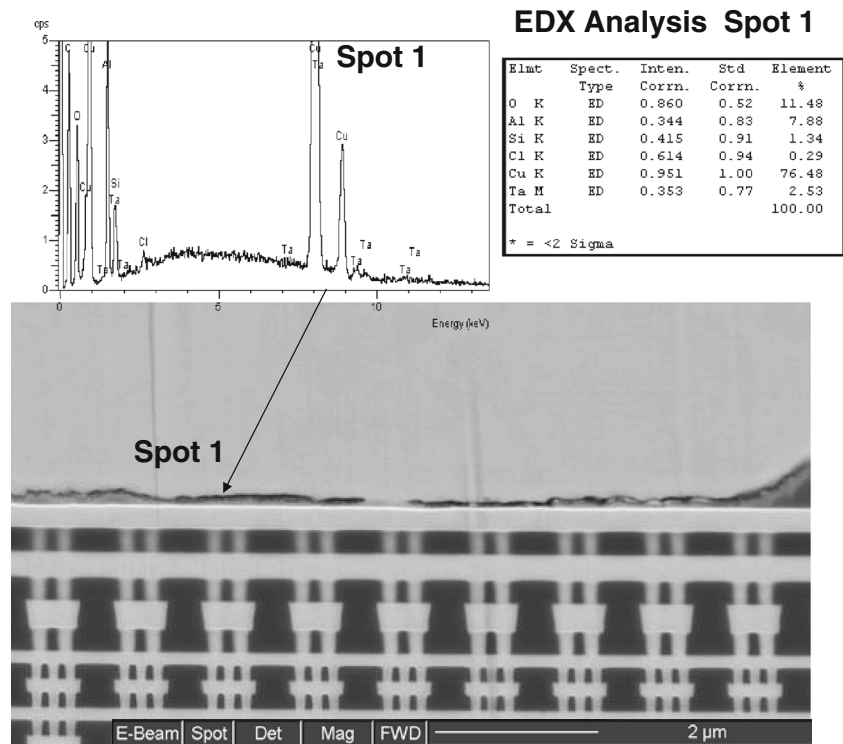 EDX Analysis Spot 1
cps
5
4
3
2
1
0
5
10
Energy (keV)
C
Cu
Al
O
Cu
Si
Ta
Ta
Ta
Cl
Cu
Ta
Cu
Ta
Ta
Ta
Ta
Ta
Spot 1
Elmt Spect. Inten. Std Element
Type Corrn. Corrn. %
O K ED 0.860 0.52 11.48
Al K ED 0.344 0.83 7.88
Si K ED 0.415 0.91 1.34
Cl K ED 0.614 0.94 0.29
Cu K ED 0.951 1.00 76.48
Ta M ED 0.353 0.77 2.53
Total 100.00
* = <2 Sigma
Spot 1
E-Beam Spot Det Mag FWD 2 µm